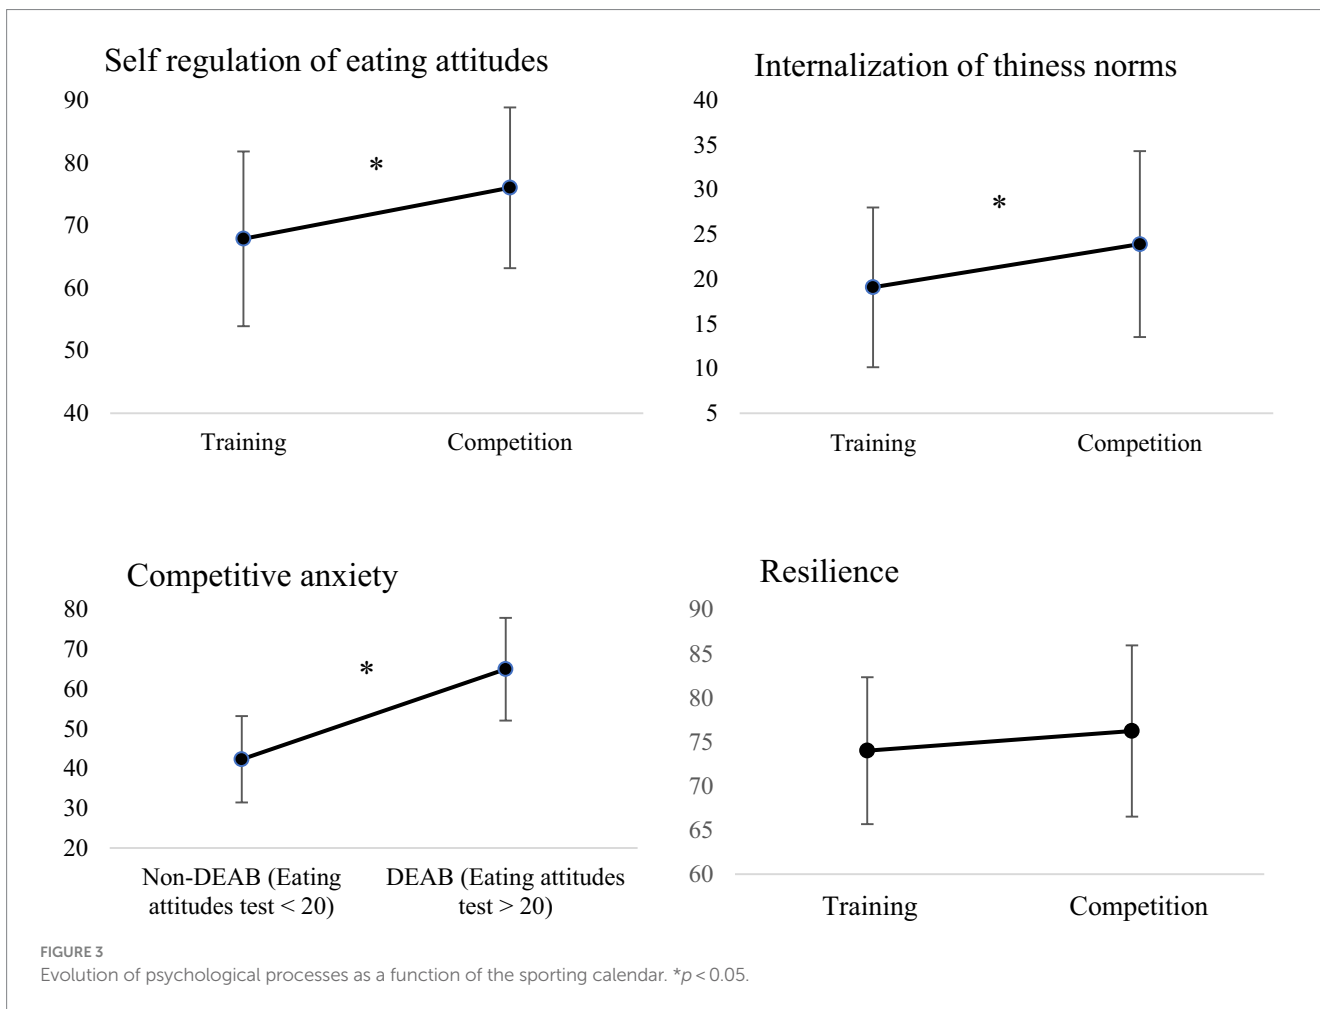 Self regulation of eating attitudes
90
80
70
60
50
40
*
Training Competition
Internalization of thiness norms
40
35
30
25
20
15
10
5
*
Training Competition
Competitive anxiety
80
70
60
50
40
30
20
*
Non-DEAB (Eating
attitudes test < 20)
DEAB (Eating attitudes
test > 20)
Resilience
90
85
80
75
70
65
60
Training Competition
FIGURE 3
Evolution of psychological processes as a function of the sporting calendar. *p < 0.05.